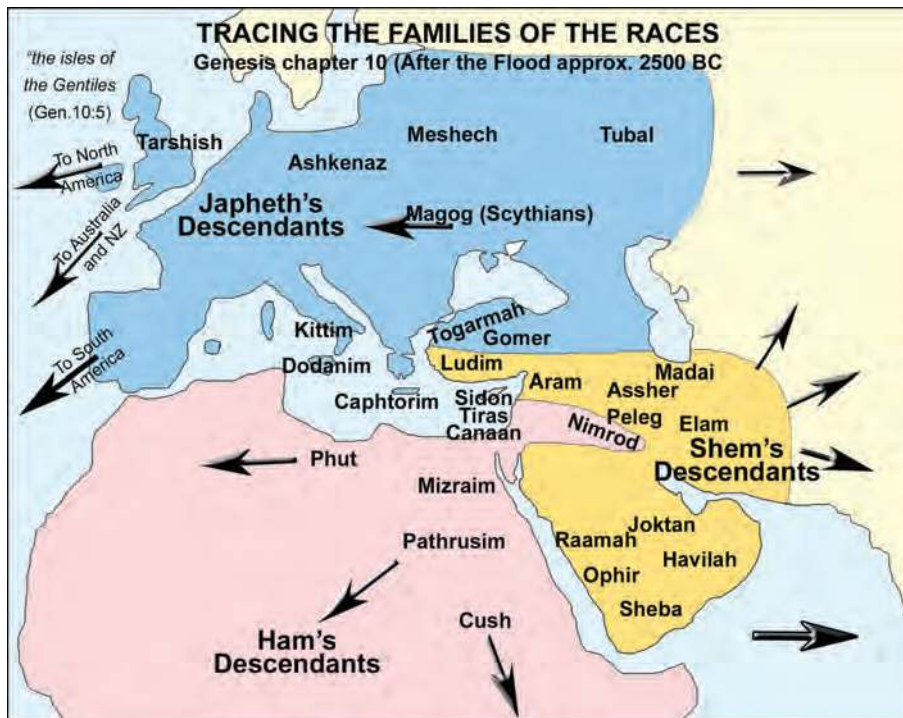 TRACING THE FAMILIES OF THE RACES
Genesis chapter 10 (After the Flood approx. 2500 BC
"the isles of
the Gentiles
(Gen.10:5)
Tarshish
Meshech
Tubal
Ashkenaz
To North
America
Japheth's
Descendants
Magog (Scythians)
To Australia
and NZ
To South
America
Kittim
Togarmah
Gomer
Dodanim
Ludim
Madai
Aram
Assher
Caphtorim
Sidon
Tiras
Canaan
Peleg
Elam
Nimrod
Shem's
Descendants
Phut
Mizraim
Joktan
Raamah
Havilah
Pathrusim
Ophir
Sheba
Cush
Ham's
Descendants